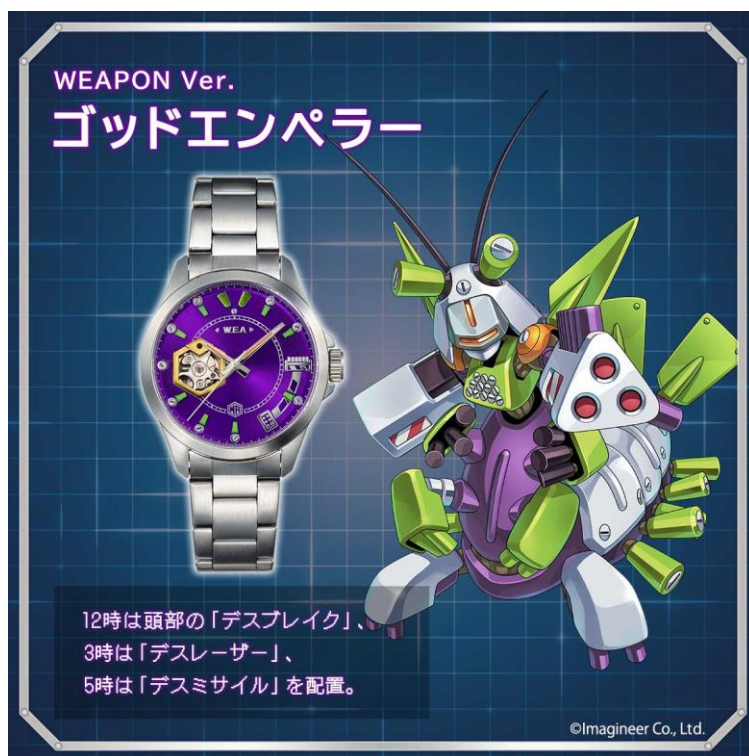 WEAPON Ver.
ゴッドエンペラー
W.E.A
12時は頭部の「デスブレイク」、
3時は「デスレーザー」、
5時は「デスミサイル」を配置。
©Imagineer Co., Ltd.